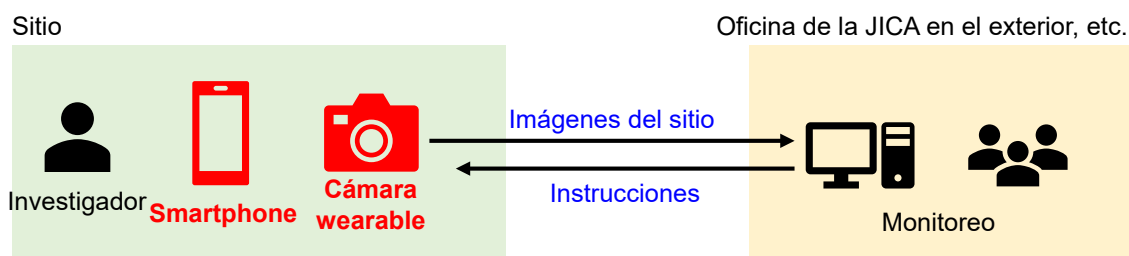 Sitio
Oficina de la JICA en el exterior, etc.
Imágenes del sitio
Instrucciones
Investigador
Smartphone
Cámara
wearable
Monitoreo